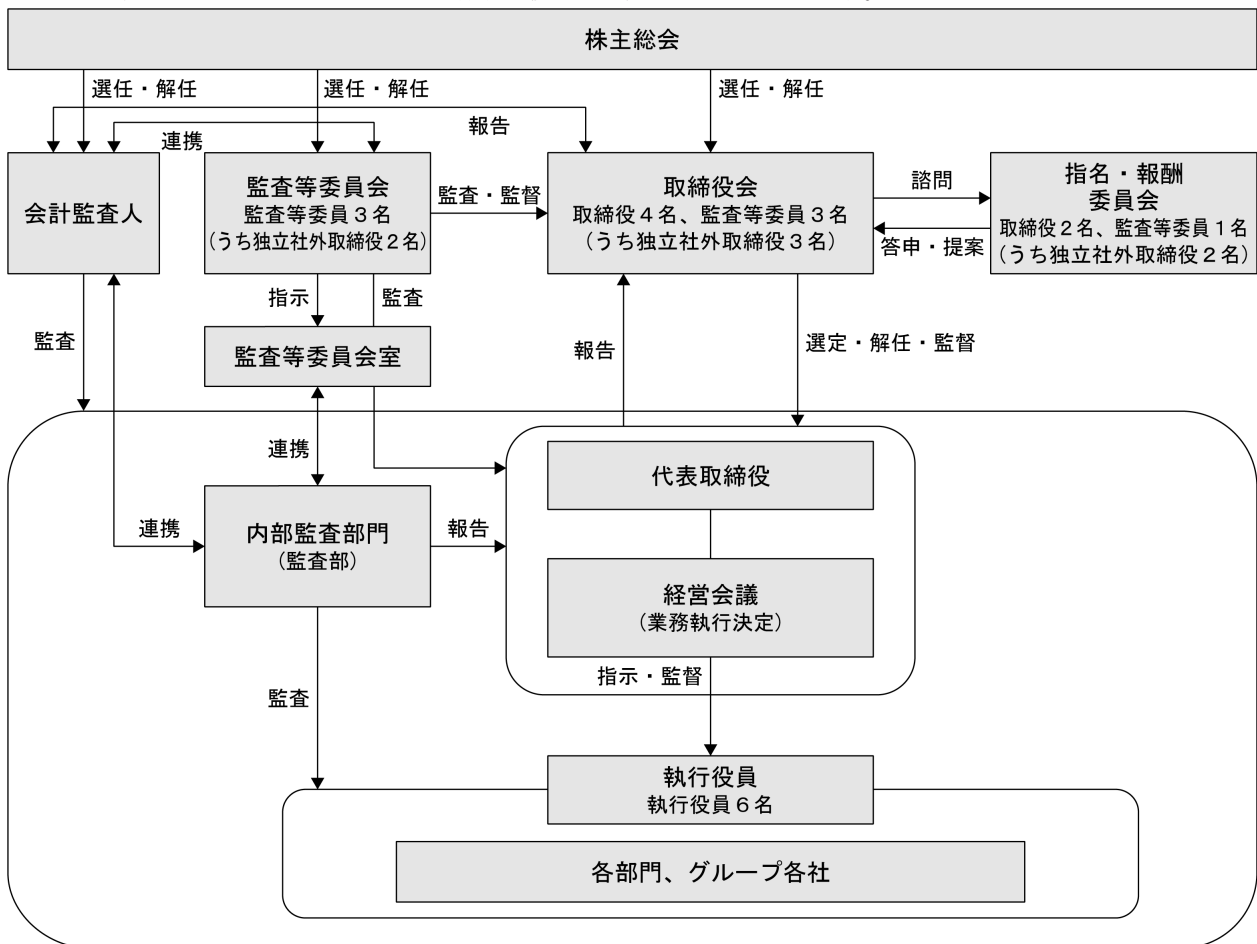 株主総会
選任・解任
選任・解任
選任・解任
連携
報告
会計監査人
監査等委員会
監査等委員３名
(うち独立社外取締役２名)
監査・監督
取締役会
取締役４名、監査等委員３名
(うち独立社外取締役３名)
諮問
答申・提案
指名・報酬
委員会
取締役２名、監査等委員１名
(うち独立社外取締役２名)
監査
指示
監査
監査等委員会室
報告
選定・解任・監督
連携
連携
内部監査部門
(監査部)
報告
代表取締役
経営会議
(業務執行決定)
監査
指示・監督
執行役員
執行役員６名
各部門、グループ各社